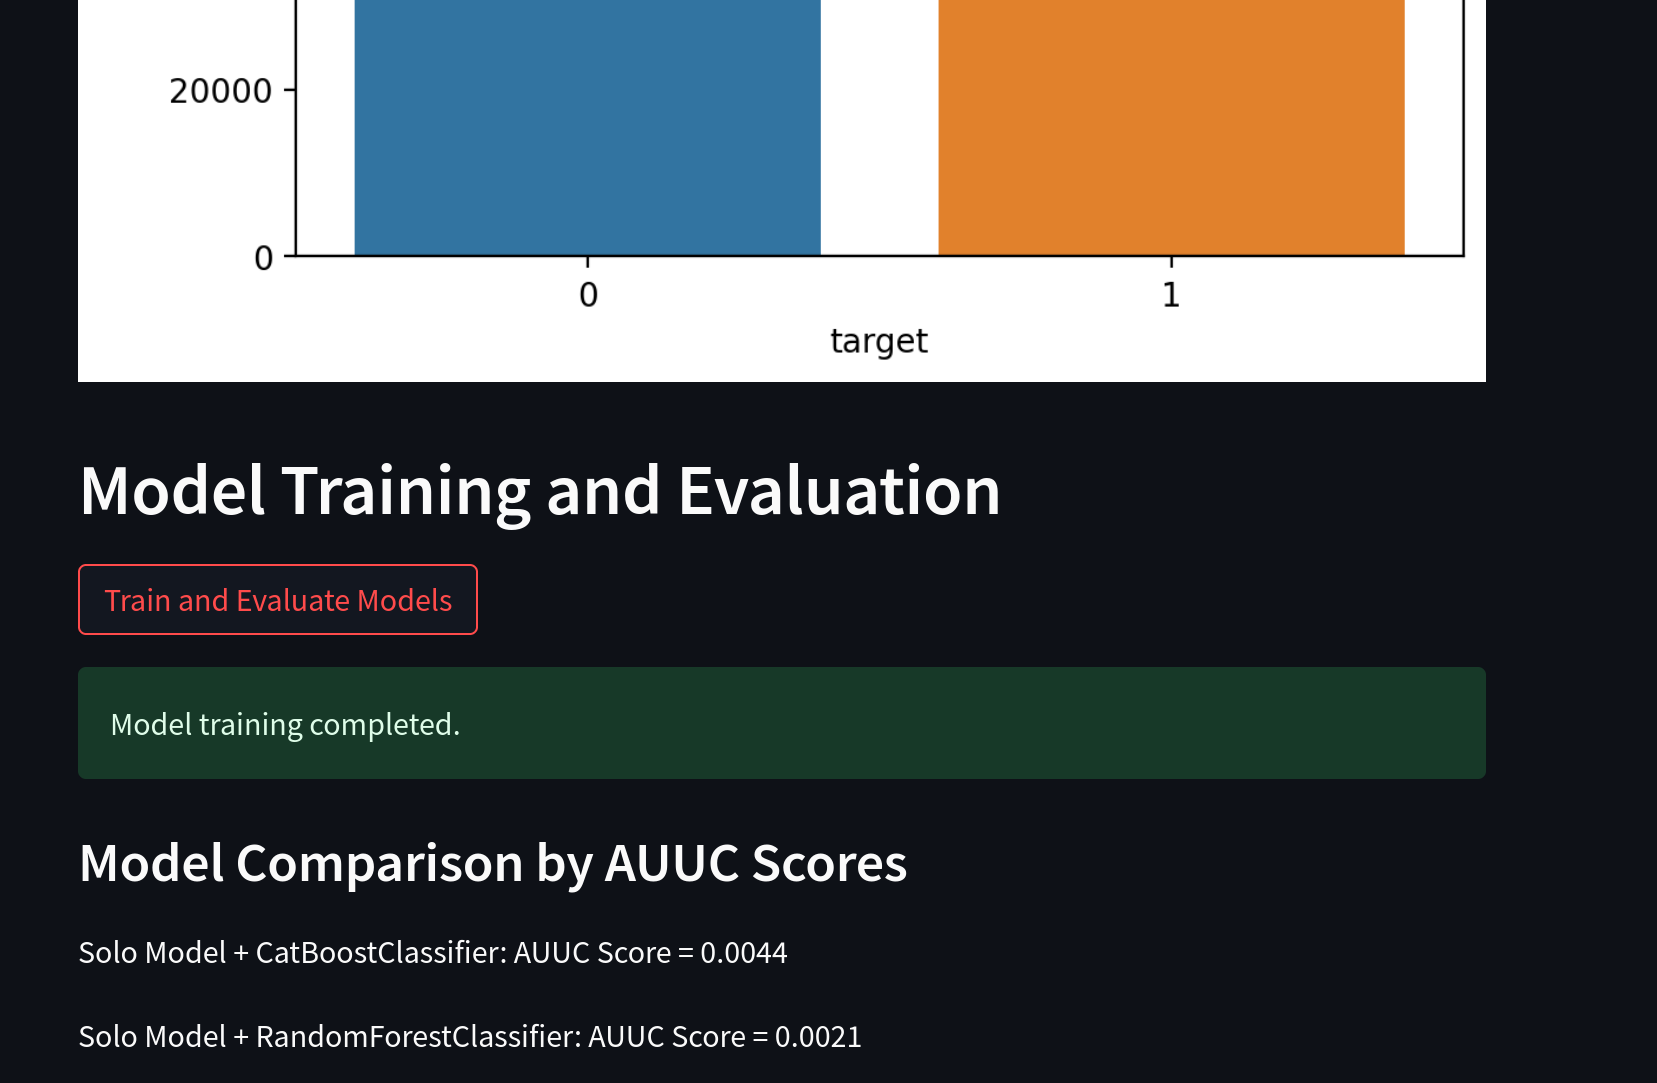 20000
0
0 1
target
Model Training and Evaluation
Train and Evaluate Models
Model training completed.
Model Comparison by AUUC Scores
Solo Model + CatBoostClassifier: AUUC Score = 0.0044
Solo Model + RandomForestClassifier: AUUC Score = 0.0021